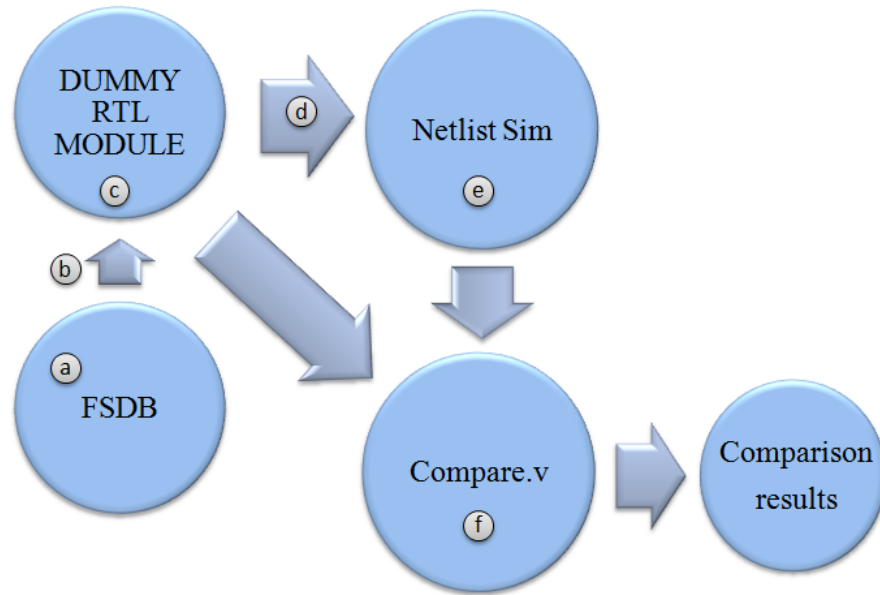 DUMMY
RTL
MODULE
c
d
Netlist Sim
e
b
a
FSDB
Compare.v
f
Comparison
results